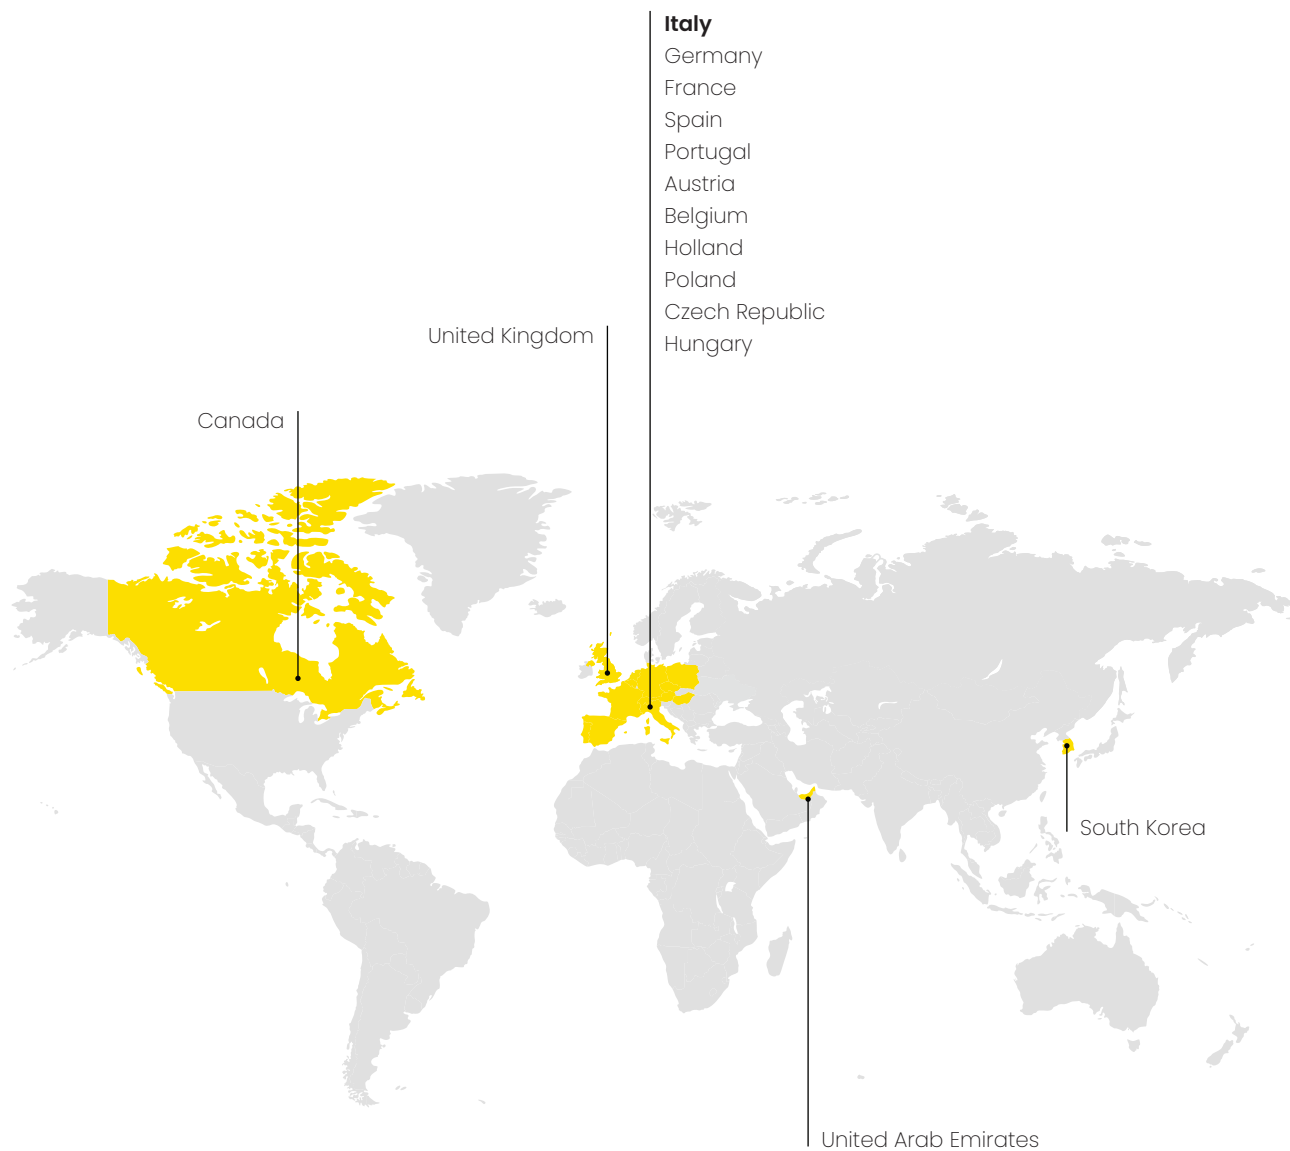 Italy
Germany
France
Spain
Portugal
Austria
Belgium
Holland
Poland
Czech Republic
Hungary
United Kingdom
Canada
South Korea
United Arab Emirates